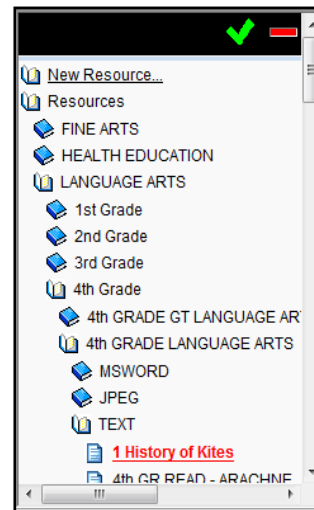 New Resource...
Resources
FINE ARTS
HEALTH EDUCATION
LANGUAGE ARTS
1st Grade
2nd Grade
3rd Grade
4th Grade
4th GRADE GT LANGUAGE AR
4th GRADE LANGUAGE ARTS
MSWORD
JPEG
TEXT
1 History of Kites
4th GR READ - ARACHNE